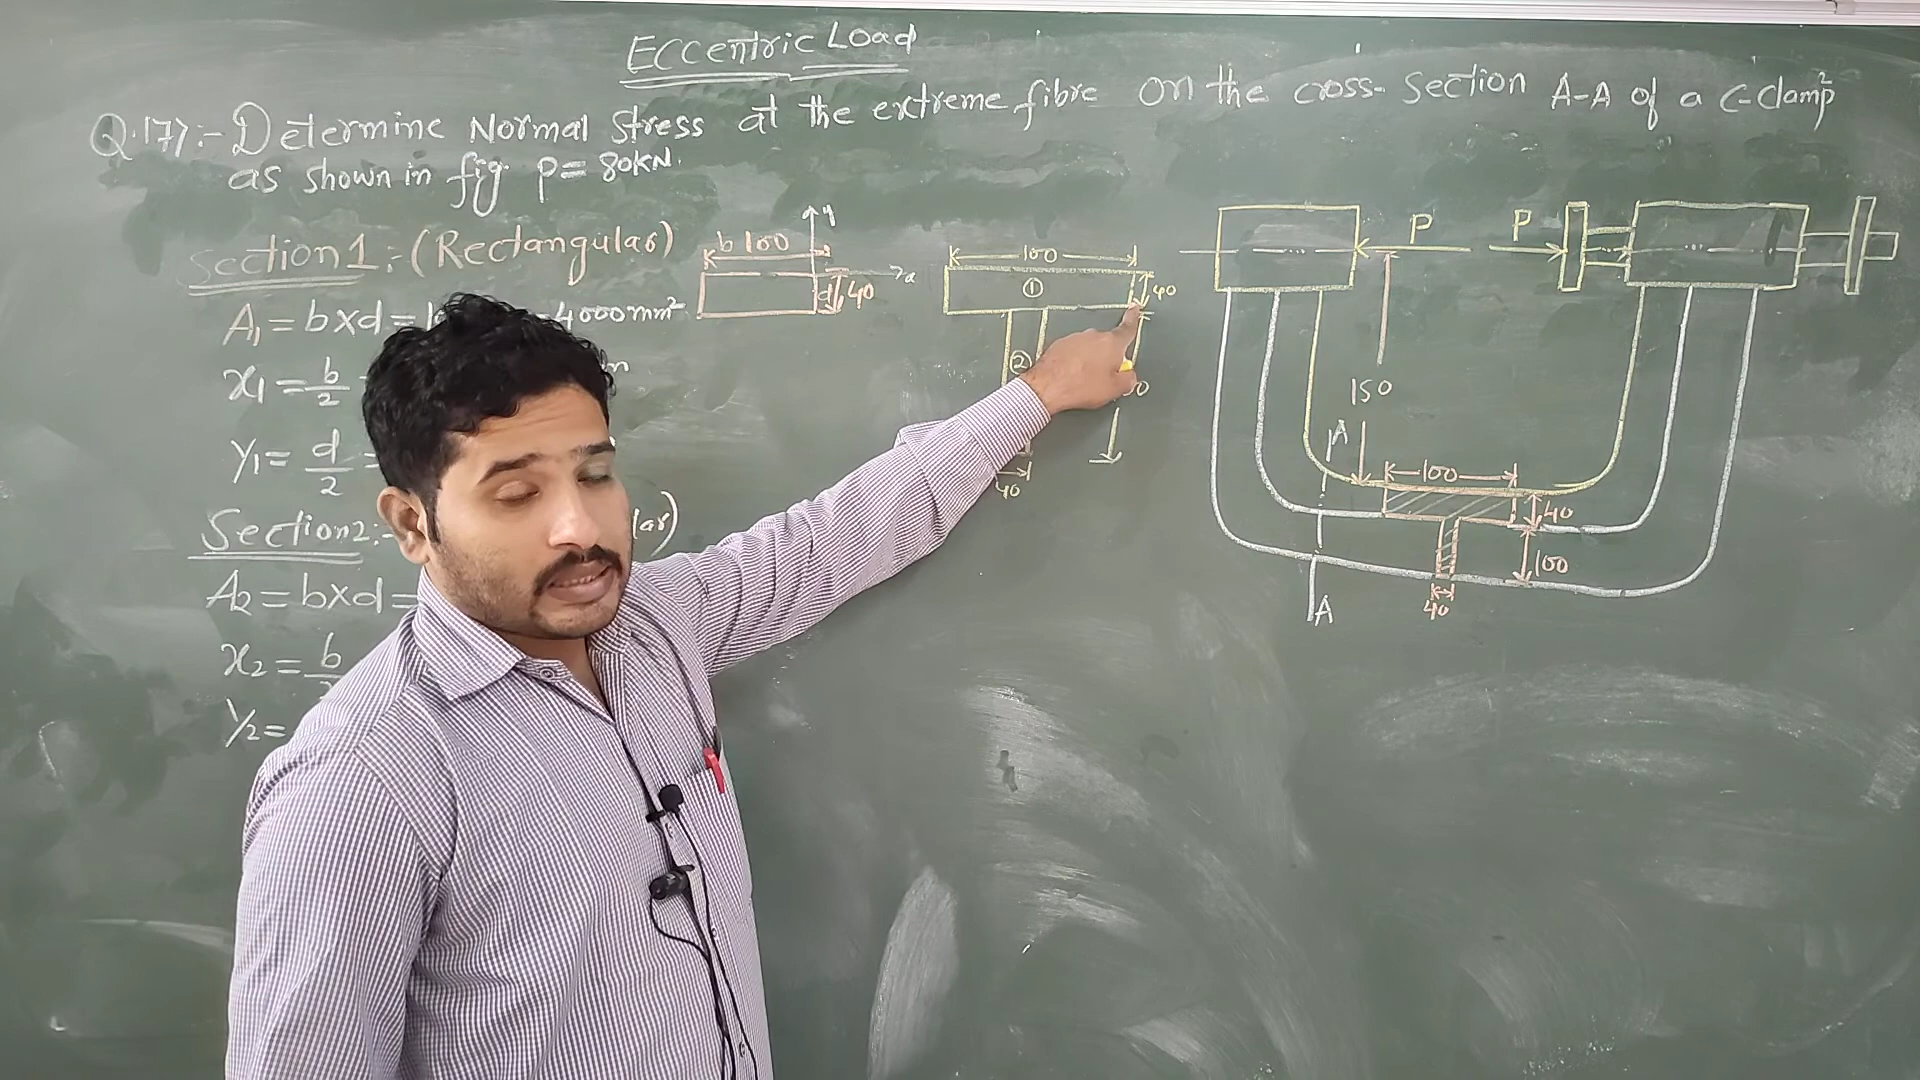 Eccentric Load
Q.17):- Determine Normal Stress at the extreme fibre on the cross-section A-A of a C-clamp
as shown in fig. P = 80KN.
Section 1 :- (Rectangular)
b 100
y
x
d 40
A1 = b×d = 4000mm²
x1 = b/2
y1 = d/2 =
100
①
40
②
40
Section 2 :-
A2 = b×d =
x2 = b
y2 =
P
P
150
A
100
40
100
40
A